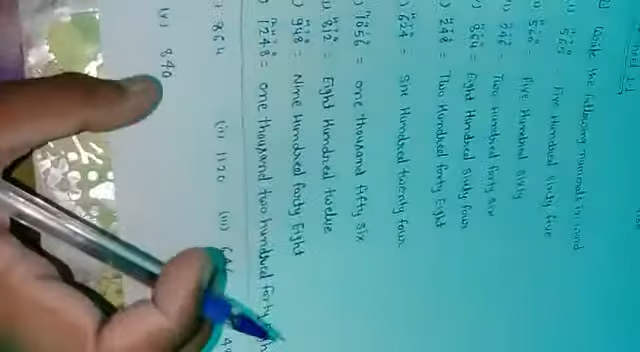 Write the following numerals in word
565 = Five Hundred sixty five
560 = Five Hundred sixty
246 = Two Hundred forty six
864 = Eight Hundred sixty four
248 = Two Hundred forty Eight
624 = Six Hundred twenty four
1056 = one thousand fifty six
812 = Eight Hundred twelve
948 = Nine Hundred forty Eight
1248 = one thousand two hundred forty
864 (ii) 1120 (iii)
(v) 840